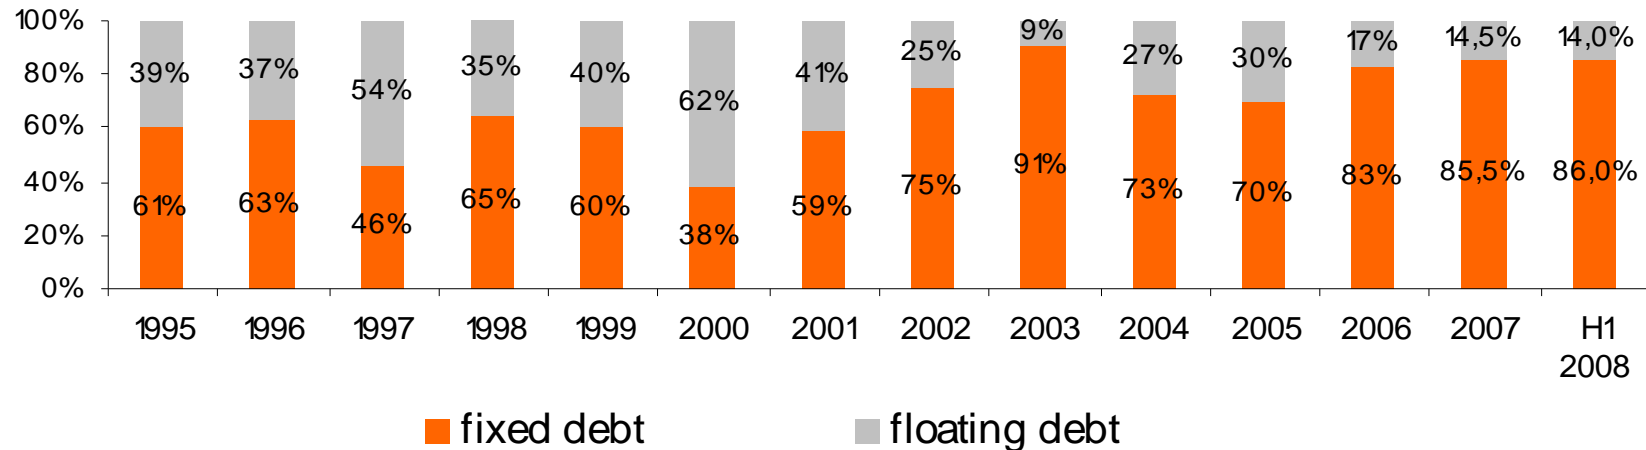 100%
80%
60%
40%
20%
0%
39% 37% 54% 35% 40% 62% 41% 25% 9% 27% 30% 17% 14,5% 14,0%
61% 63% 46% 65% 60% 38% 59% 75% 91% 73% 70% 83% 85,5% 86,0%
1995 1996 1997 1998 1999 2000 2001 2002 2003 2004 2005 2006 2007 H1
2008
fixed debt floating debt